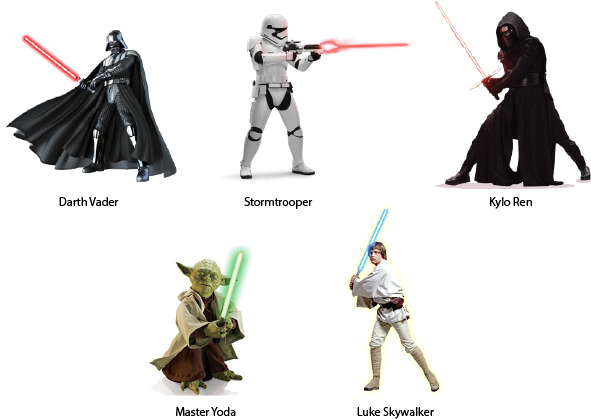 Darth Vader
Stormtrooper
Kylo Ren
Master Yoda
Luke Skywalker